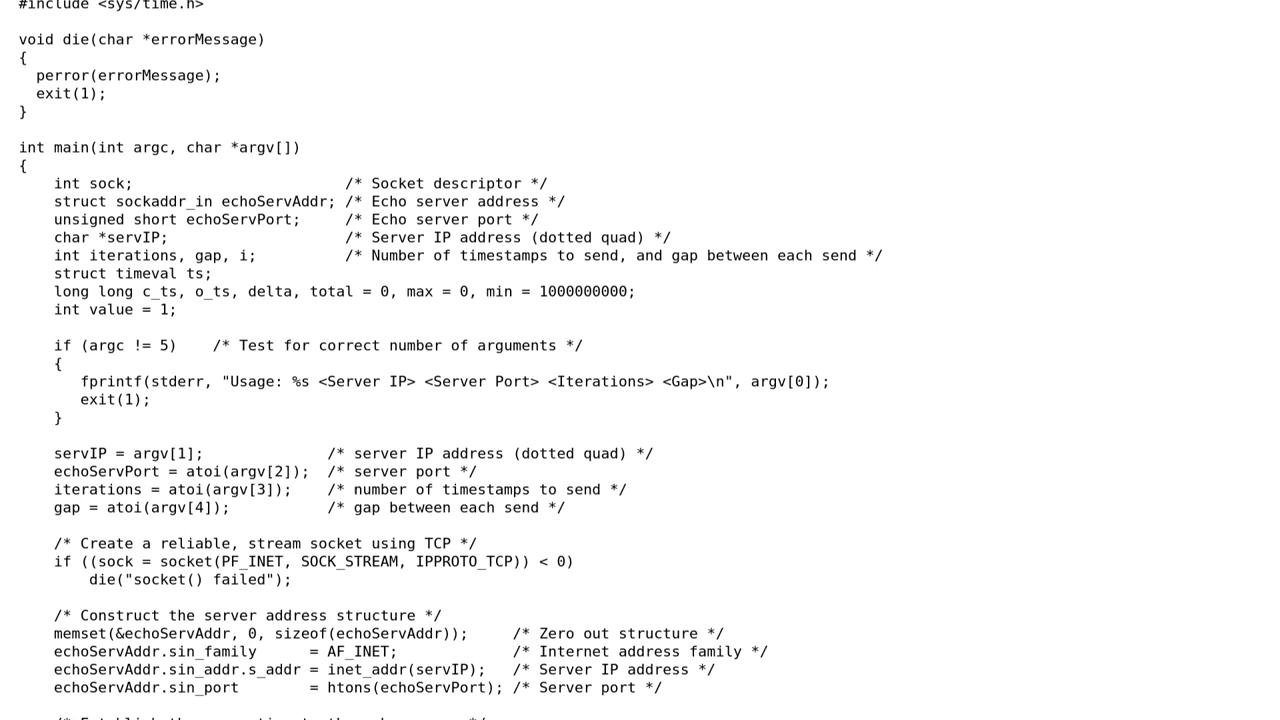 #include <sys/time.h>
void die(char *errorMessage)
{
  perror(errorMessage);
  exit(1);
}
int main(int argc, char *argv[])
{
    int sock;                        /* Socket descriptor */
    struct sockaddr_in echoServAddr; /* Echo server address */
    unsigned short echoServPort;     /* Echo server port */
    char *servIP;                    /* Server IP address (dotted quad) */
    int iterations, gap, i;          /* Number of timestamps to send, and gap between each send */
    struct timeval ts;
    long long c_ts, o_ts, delta, total = 0, max = 0, min = 1000000000;
    int value = 1;
    if (argc != 5)    /* Test for correct number of arguments */
    {
       fprintf(stderr, "Usage: %s <Server IP> <Server Port> <Iterations> <Gap>\n", argv[0]);
       exit(1);
    }
    servIP = argv[1];              /* server IP address (dotted quad) */
    echoServPort = atoi(argv[2]);  /* server port */
    iterations = atoi(argv[3]);    /* number of timestamps to send */
    gap = atoi(argv[4]);           /* gap between each send */
    /* Create a reliable, stream socket using TCP */
    if ((sock = socket(PF_INET, SOCK_STREAM, IPPROTO_TCP)) < 0)
        die("socket() failed");
    /* Construct the server address structure */
    memset(&echoServAddr, 0, sizeof(echoServAddr));     /* Zero out structure */
    echoServAddr.sin_family      = AF_INET;             /* Internet address family */
    echoServAddr.sin_addr.s_addr = inet_addr(servIP);   /* Server IP address */
    echoServAddr.sin_port        = htons(echoServPort); /* Server port */